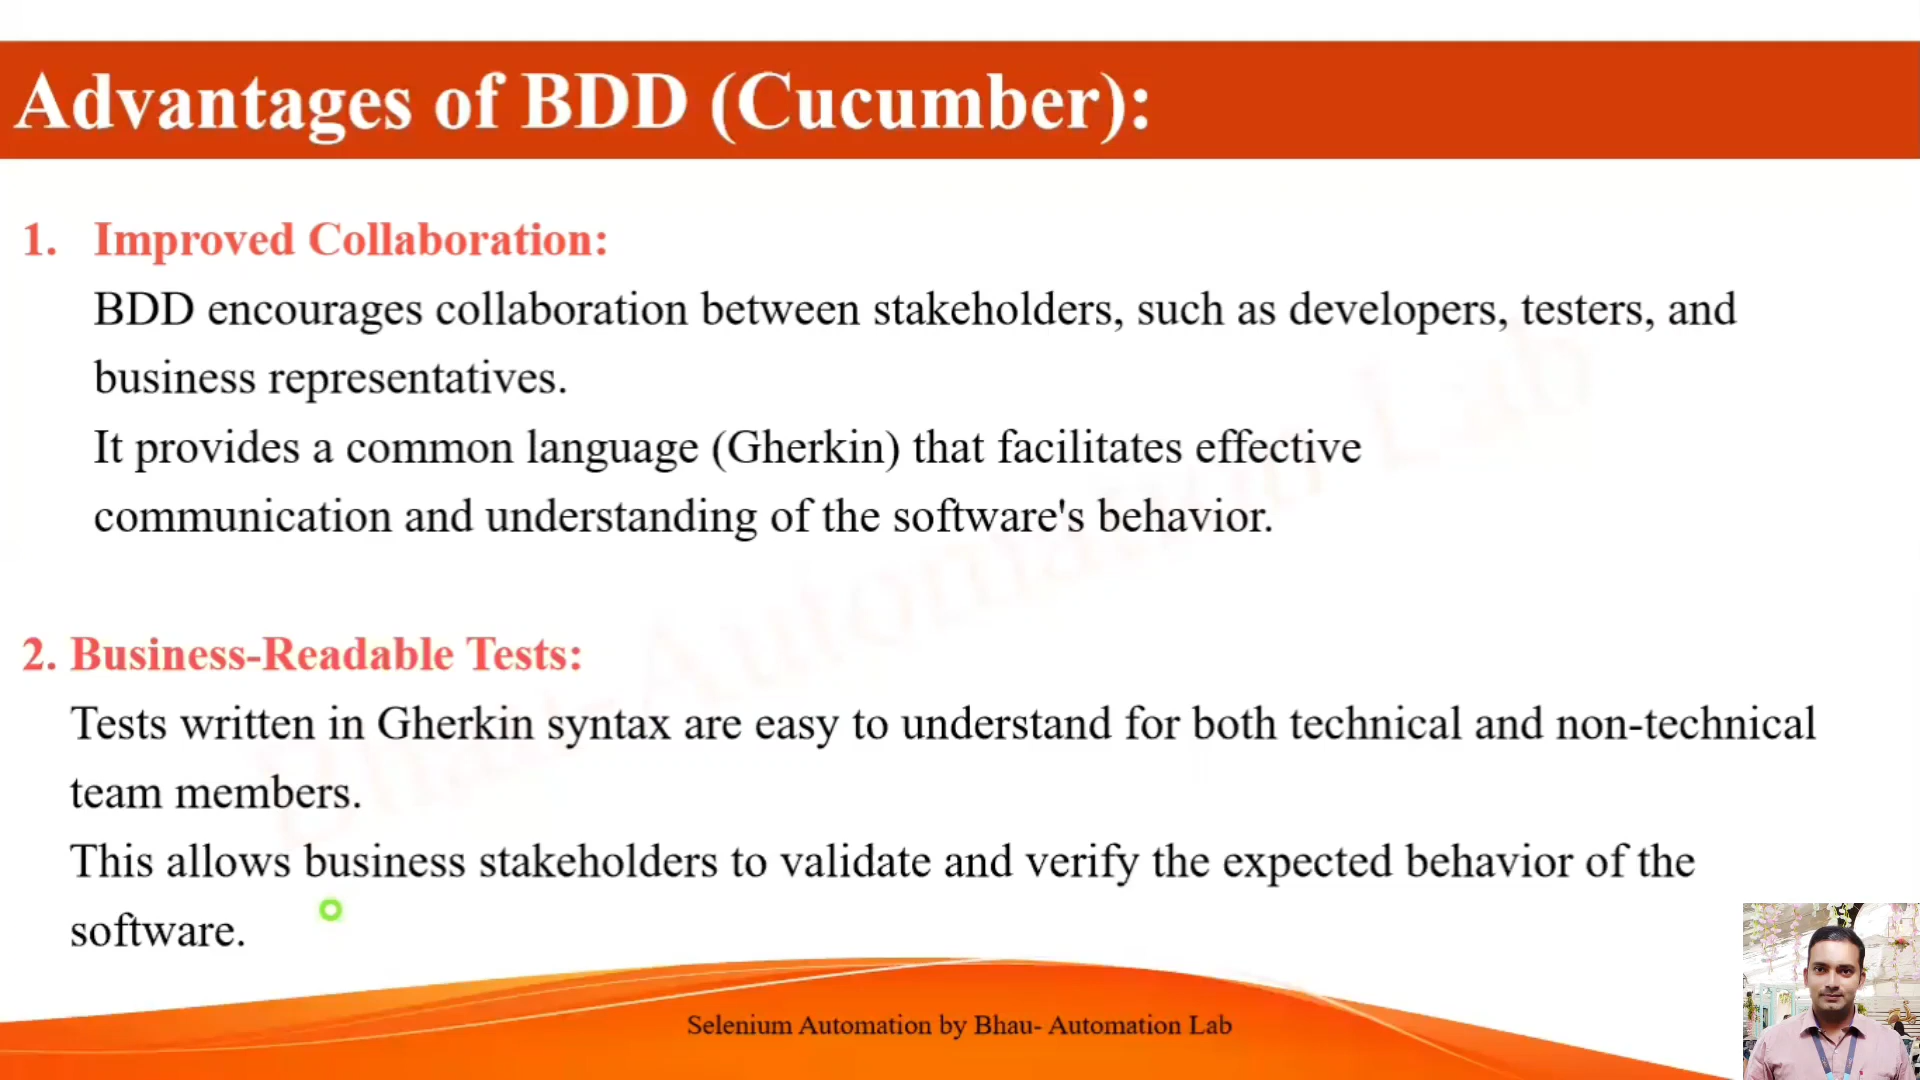 Advantages of BDD (Cucumber):
1. Improved Collaboration:
BDD encourages collaboration between stakeholders, such as developers, testers, and
business representatives.
It provides a common language (Gherkin) that facilitates effective
communication and understanding of the software's behavior.
2. Business-Readable Tests:
Tests written in Gherkin syntax are easy to understand for both technical and non-technical
team members.
This allows business stakeholders to validate and verify the expected behavior of the
software.
Bhau-Automation Lab
Selenium Automation by Bhau- Automation Lab